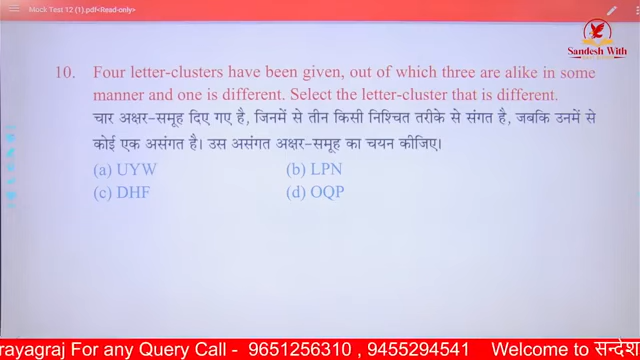 Mock Test 12 (1).pdf<Read-only>
Sandesh With
10. Four letter-clusters have been given, out of which three are alike in some
manner and one is different. Select the letter-cluster that is different.
चार अक्षर-समूह दिए गए है, जिनमें से तीन किसी निश्चित तरीके से संगत है, जबकि उनमें से
कोई एक असंगत है। उस असंगत अक्षर-समूह का चयन कीजिए।
(a) UYW (b) LPN
(c) DHF (d) OQP
rayagraj For any Query Call - 9651256310 , 9455294541 Welcome to सन्देश